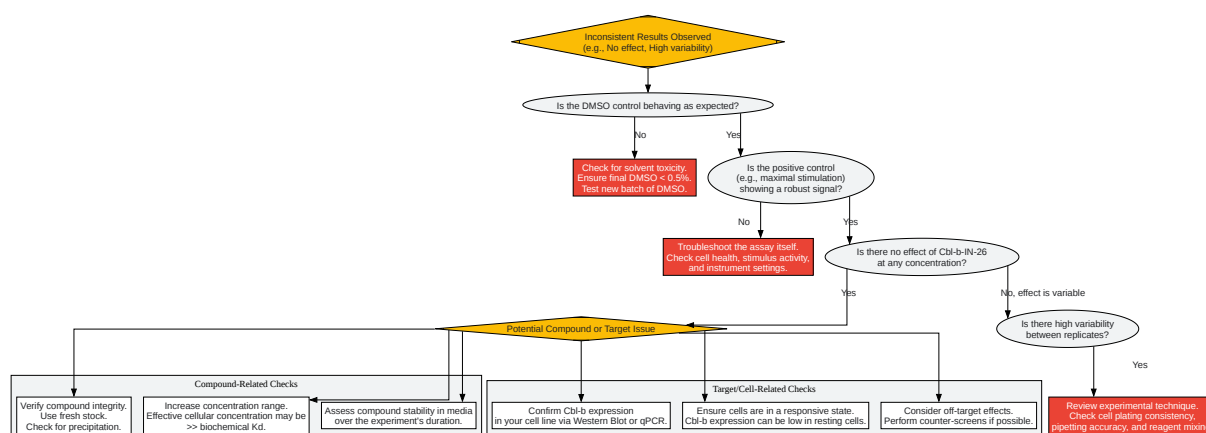 Inconsistent Results Observed
(e.g., No effect, High variability)
Is the DMSO control behaving as expected?
No
Yes
Check for solvent toxicity.
Ensure final DMSO < 0.5%.
Test new batch of DMSO.
Is the positive control
(e.g., maximal stimulation)
showing a robust signal?
No
Yes
Troubleshoot the assay itself.
Check cell health, stimulus activity,
and instrument settings.
Is there no effect of Cbl-b-IN-26
at any concentration?
Yes
No, effect is variable
Potential Compound or Target Issue
Is there high variability
between replicates?
Yes
Compound-Related Checks
Verify compound integrity.
Use fresh stock.
Check for precipitation.
Increase concentration range.
Effective cellular concentration may be
>> biochemical Kd.
Assess compound stability in media
over the experiment's duration.
Target/Cell-Related Checks
Confirm Cbl-b expression
in your cell line via Western Blot or qPCR.
Ensure cells are in a responsive state.
Cbl-b expression can be low in resting cells.
Consider off-target effects.
Perform counter-screens if possible.
Review experimental technique.
Check cell plating consistency,
pipetting accuracy, and reagent mixing